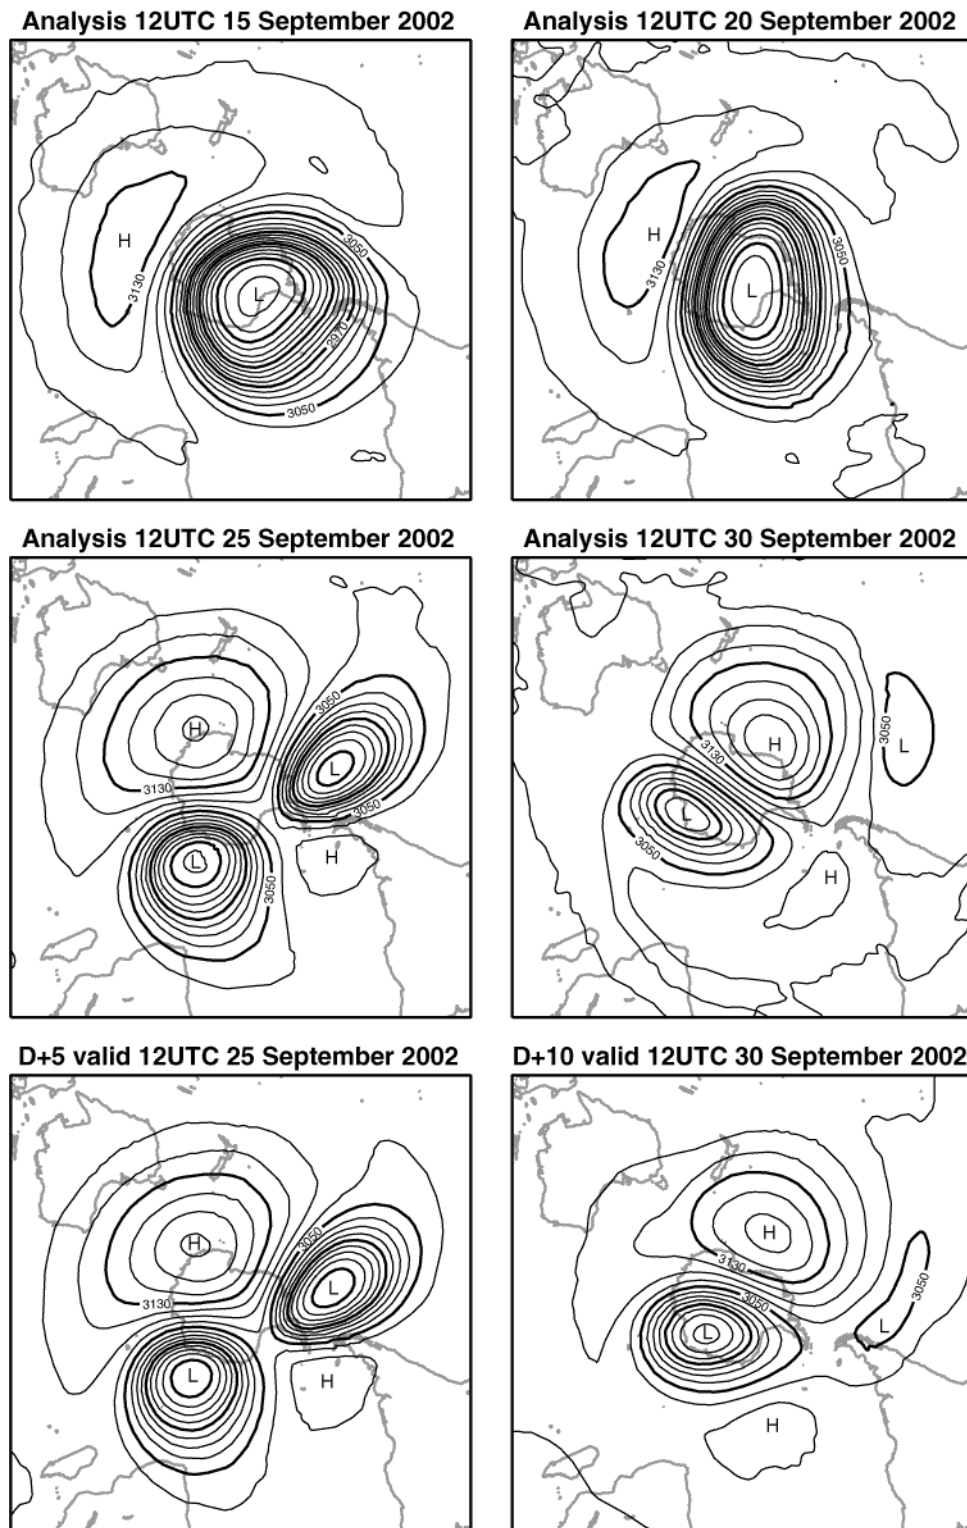 Analysis 12UTC 15 September 2002
H
3130
L
3050
2970
3050
Analysis 12UTC 20 September 2002
H
3130
L
3050
Analysis 12UTC 25 September 2002
H
3050
L
3130
3050
L
H
3050
Analysis 12UTC 30 September 2002
3050
H
L
3130
L
3050
H
D+5 valid 12UTC 25 September 2002
3050
H
L
3130
L
H
D+10 valid 12UTC 30 September 2002
H
3130
3050
3050
L
L
H